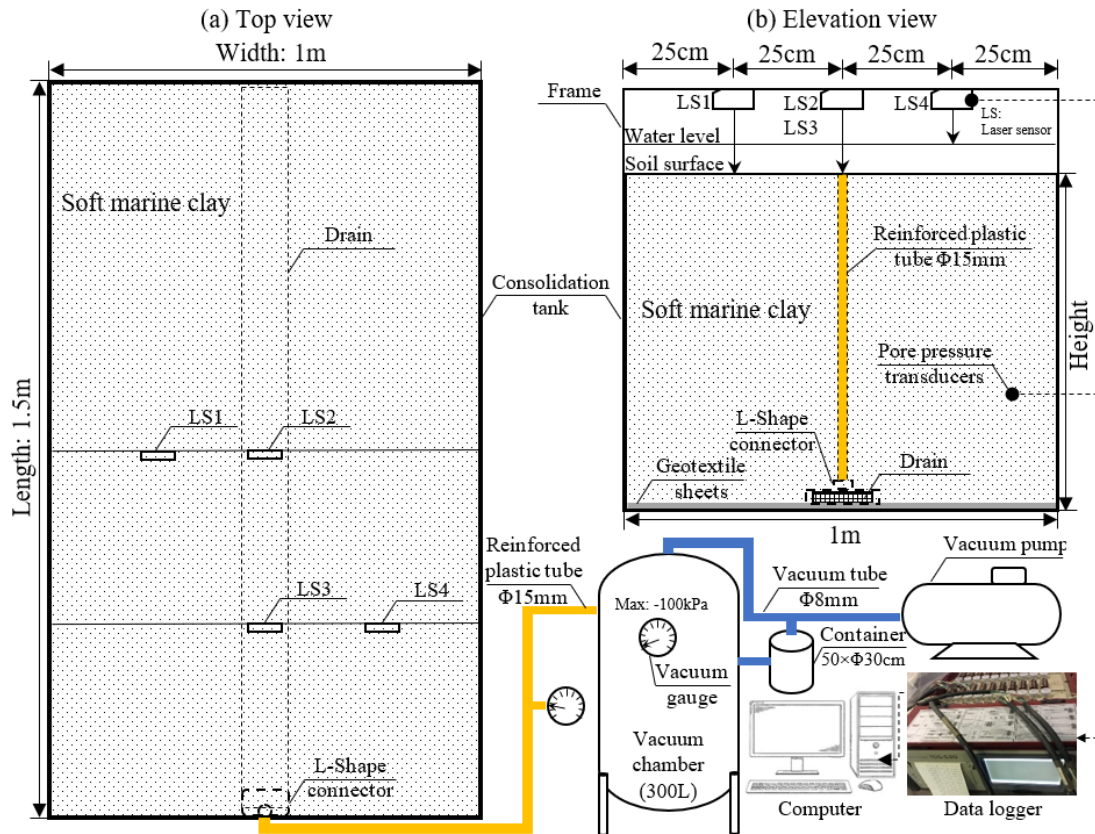 (a) Top view
Width: 1m
Length: 1.5m
Soft marine clay
Drain
LS1
LS2
LS3
LS4
L-Shape
connector
Consolidation
tank
(b) Elevation view
25cm
25cm
25cm
25cm
Frame
LS1
LS2
LS3
LS4
LS:
Laser sensor
Water level
Soil surface
Reinforced plastic
tube Φ15mm
Soft marine clay
Height
Pore pressure
transducers
L-Shape
connector
Drain
Geotextile
sheets
1m
Reinforced
plastic tube
Φ15mm
Max: -100kPa
Vacuum
gauge
Vacuum
chamber
(300L)
Vacuum tube
Φ8mm
Container
50×Φ30cm
Vacuum pump
Computer
Data logger